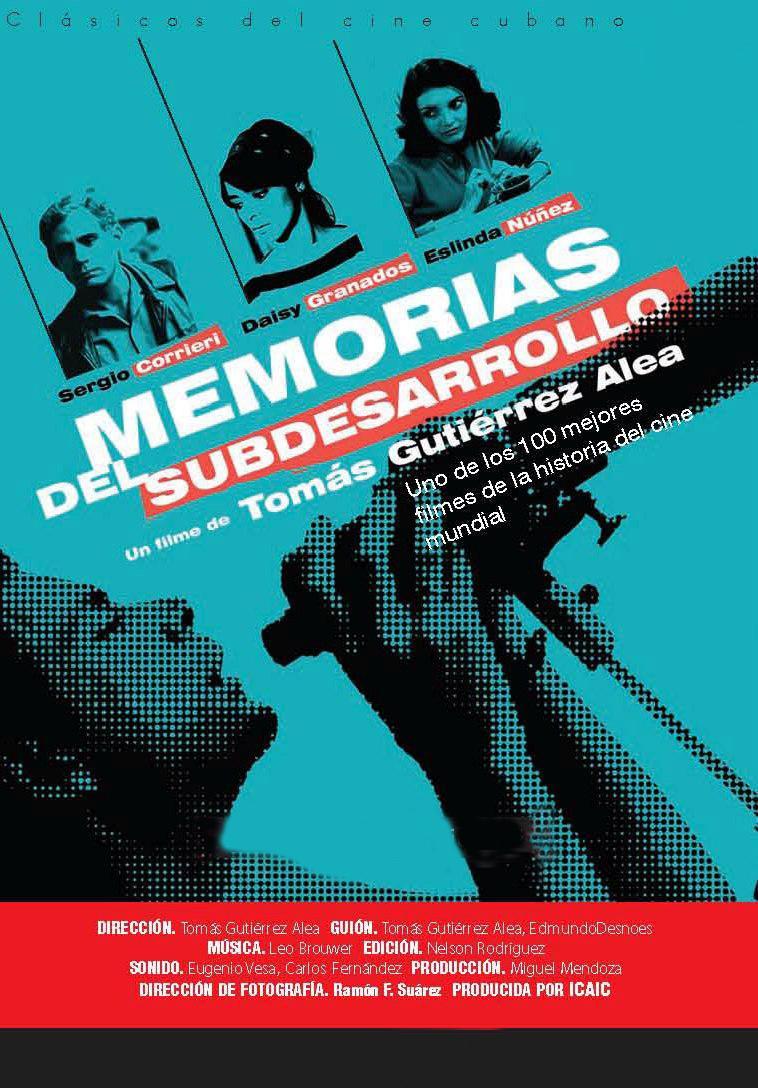 Clásicos del cine cubano
Sergio Corrieri
Daisy Granados
Eslinda Núñez
MEMORIAS
DEL SUBDESARROLLO
Un filme de Tomás Gutiérrez Alea
Uno de los 100 mejores
filmes de la historia del cine
mundial
DIRECCIÓN. Tomás Gutiérrez Alea GUIÓN. Tomás Gutiérrez Alea, EdmundoDesnoes
MÚSICA. Leo Brouwer EDICIÓN. Nelson Rodríguez
SONIDO. Eugenio Vesa, Carlos Fernández PRODUCCIÓN. Miguel Mendoza
DIRECCIÓN DE FOTOGRAFÍA. Ramón F. Suárez PRODUCIDA POR ICAIC